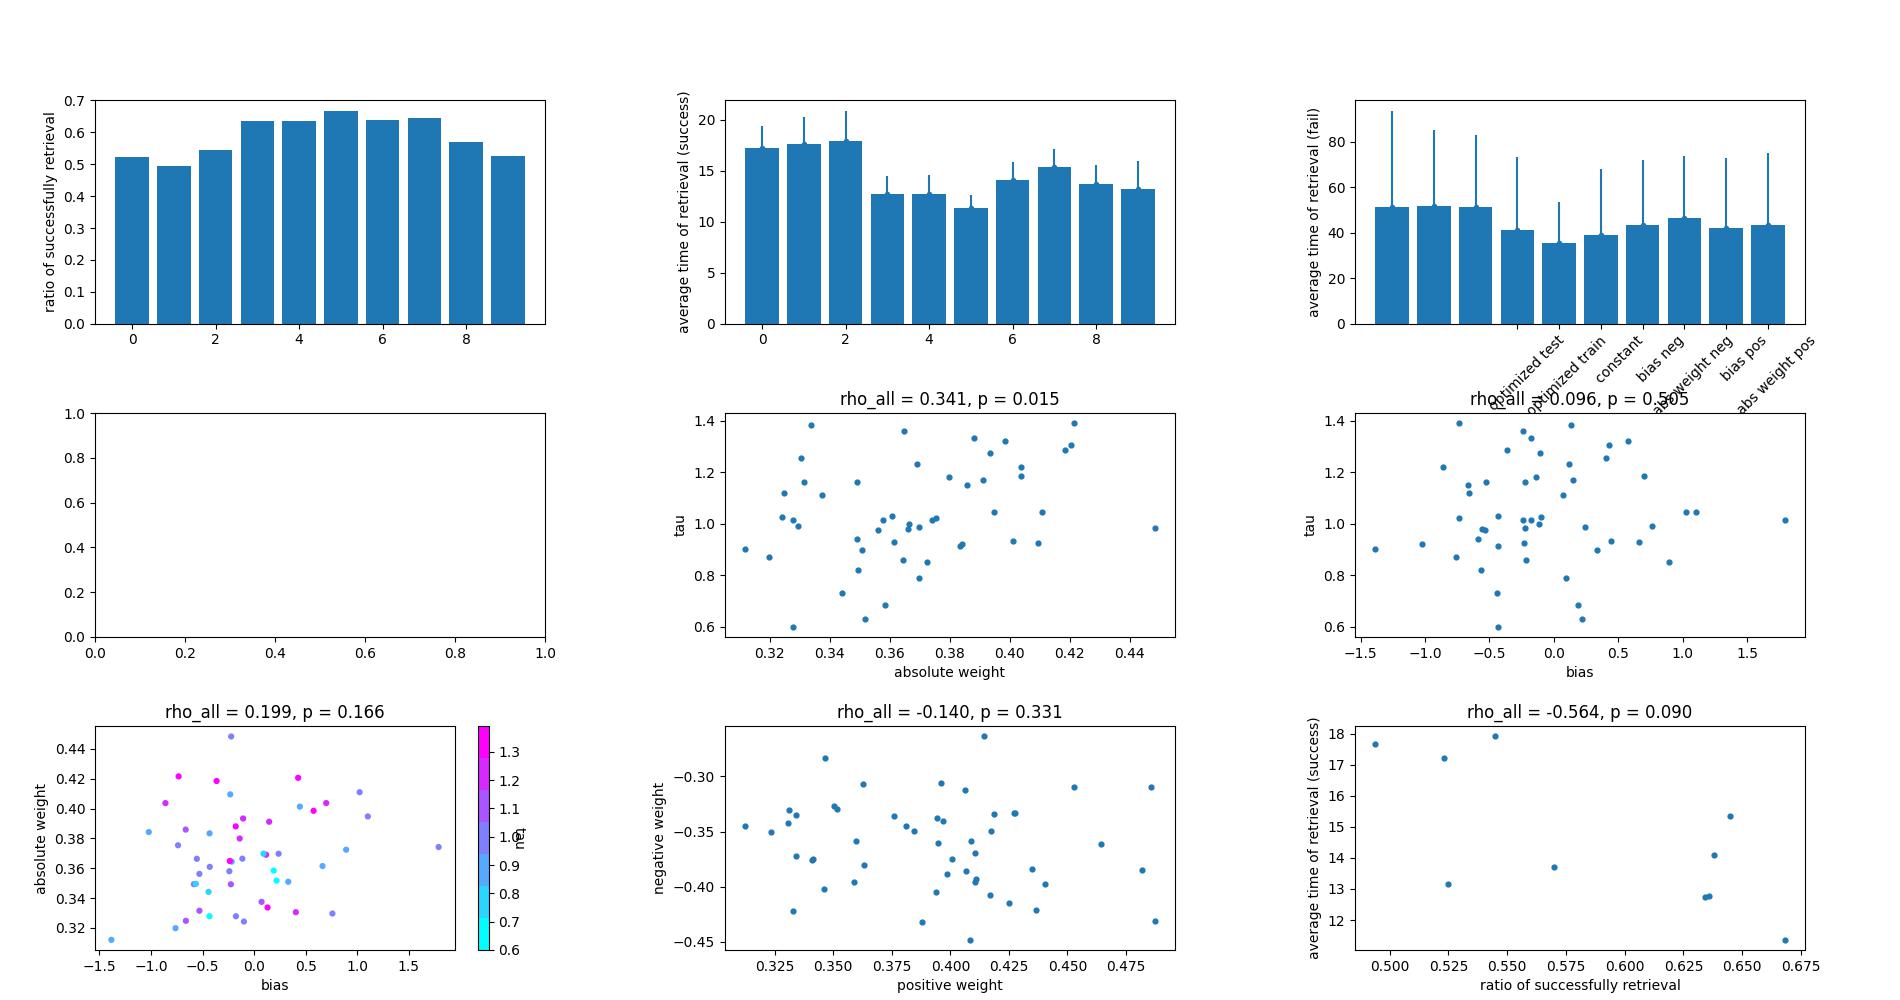 0.7
0.6
0.5
0.4
0.3
0.2
0.1
0.0
0 2 4 6 8
ratio of successfully retrieval
20
15
10
5
0
0 2 4 6 8
average time of retrieval (success)
80
60
40
20
0
average time of retrieval (fail)
optimized test
optimized train
constant
bias neg
abs weight neg
bias pos
abs weight pos
1.0
0.8
0.6
0.4
0.2
0.0
0.0 0.2 0.4 0.6 0.8 1.0
rho_all = 0.341, p = 0.015
1.4
1.2
1.0
0.8
0.6
tau
0.32 0.34 0.36 0.38 0.40 0.42 0.44
absolute weight
rho_all = 0.096, p = 0.505
1.4
1.2
1.0
0.8
0.6
tau
−1.5 −1.0 −0.5 0.0 0.5 1.0 1.5
bias
rho_all = 0.199, p = 0.166
0.44
0.42
0.40
0.38
0.36
0.34
0.32
absolute weight
−1.5 −1.0 −0.5 0.0 0.5 1.0 1.5
bias
1.3
1.2
1.1
1.0
0.9
0.8
0.7
0.6
tau
rho_all = -0.140, p = 0.331
−0.30
−0.35
−0.40
−0.45
negative weight
0.325 0.350 0.375 0.400 0.425 0.450 0.475
positive weight
rho_all = -0.564, p = 0.090
18
17
16
15
14
13
12
average time of retrieval (success)
0.500 0.525 0.550 0.575 0.600 0.625 0.650 0.675
ratio of successfully retrieval